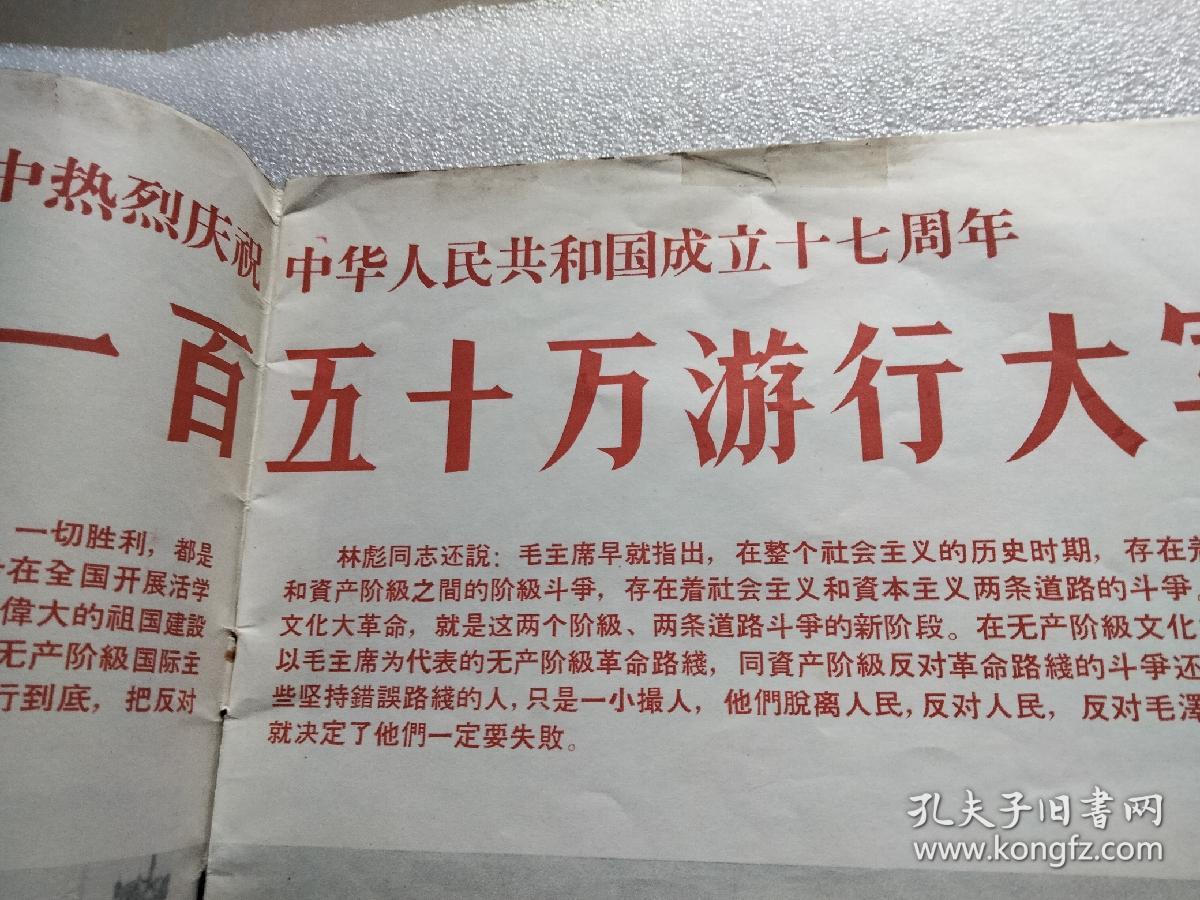 中热烈庆祝中华人民共和国成立十七周年
一百五十万游行大军
一切胜利，都是
在全国开展活学
偉大的祖国建設
无产阶級国际主
行到底，把反对
林彪同志还說：毛主席早就指出，在整个社会主义的历史时期，存在着
和資产阶級之間的阶級斗爭，存在着社会主义和資本主义两条道路的斗爭。
文化大革命，就是这两个阶級、两条道路斗爭的新阶段。在无产阶級文化
以毛主席为代表的无产阶級革命路綫，同資产阶級反对革命路綫的斗爭还
些坚持錯誤路綫的人，只是一小撮人，他們脫离人民，反对人民，反对毛澤
就决定了他們一定要失敗。
孔夫子旧书网
www.kongfz.com